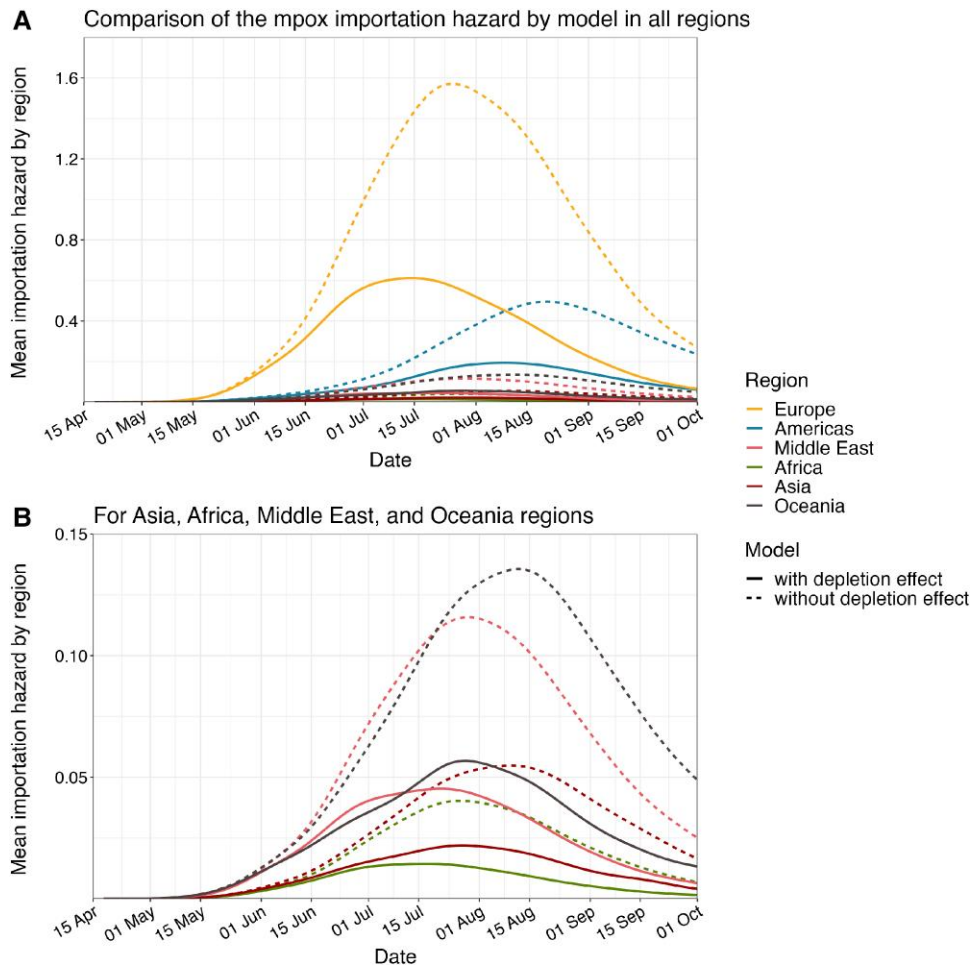 A
Comparison of the mpox importation hazard by model in all regions
Mean importation hazard by region
1.6
1.2
0.8
0.4
15 Apr
01 May
15 May
01 Jun
15 Jun
01 Jul
15 Jul
01 Aug
15 Aug
01 Sep
15 Sep
01 Oct
Date
Region
Europe
Americas
Middle East
Africa
Asia
Oceania
Model
with depletion effect
without depletion effect
B
For Asia, Africa, Middle East, and Oceania regions
Mean importation hazard by region
0.15
0.10
0.05
15 Apr
01 May
15 May
01 Jun
15 Jun
01 Jul
15 Jul
01 Aug
15 Aug
01 Sep
15 Sep
01 Oct
Date